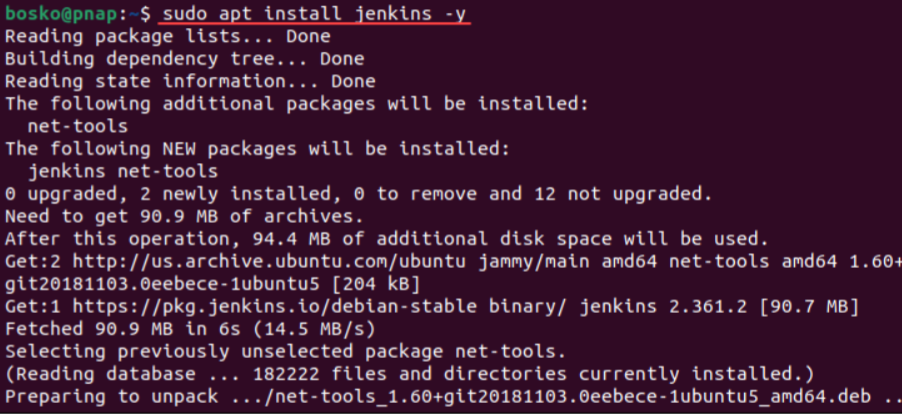 bosko@pnap:~$ sudo apt install jenkins -y
Reading package lists... Done
Building dependency tree... Done
Reading state information... Done
The following additional packages will be installed:
  net-tools
The following NEW packages will be installed:
  jenkins net-tools
0 upgraded, 2 newly installed, 0 to remove and 12 not upgraded.
Need to get 90.9 MB of archives.
After this operation, 94.4 MB of additional disk space will be used.
Get:2 http://us.archive.ubuntu.com/ubuntu jammy/main amd64 net-tools amd64 1.60+
git20181103.0eebece-1ubuntu5 [204 kB]
Get:1 https://pkg.jenkins.io/debian-stable binary/ jenkins 2.361.2 [90.7 MB]
Fetched 90.9 MB in 6s (14.5 MB/s)
Selecting previously unselected package net-tools.
(Reading database ... 182222 files and directories currently installed.)
Preparing to unpack .../net-tools_1.60+git20181103.0eebece-1ubuntu5_amd64.deb ..